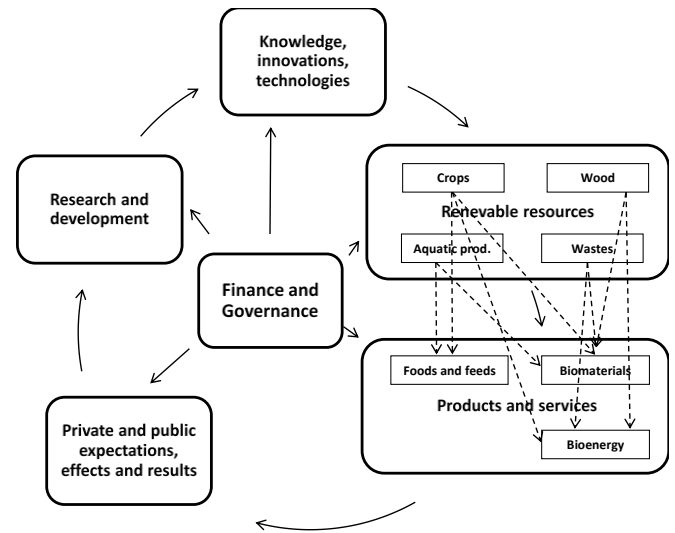 Knowledge,
innovations,
technologies
Research and
development
Crops
Wood
Renevable resources
Aquatic prod.
Wastes
Finance and
Governance
Foods and feeds
Biomaterials
Products and services
Bioenergy
Private and public
expectations,
effects and results